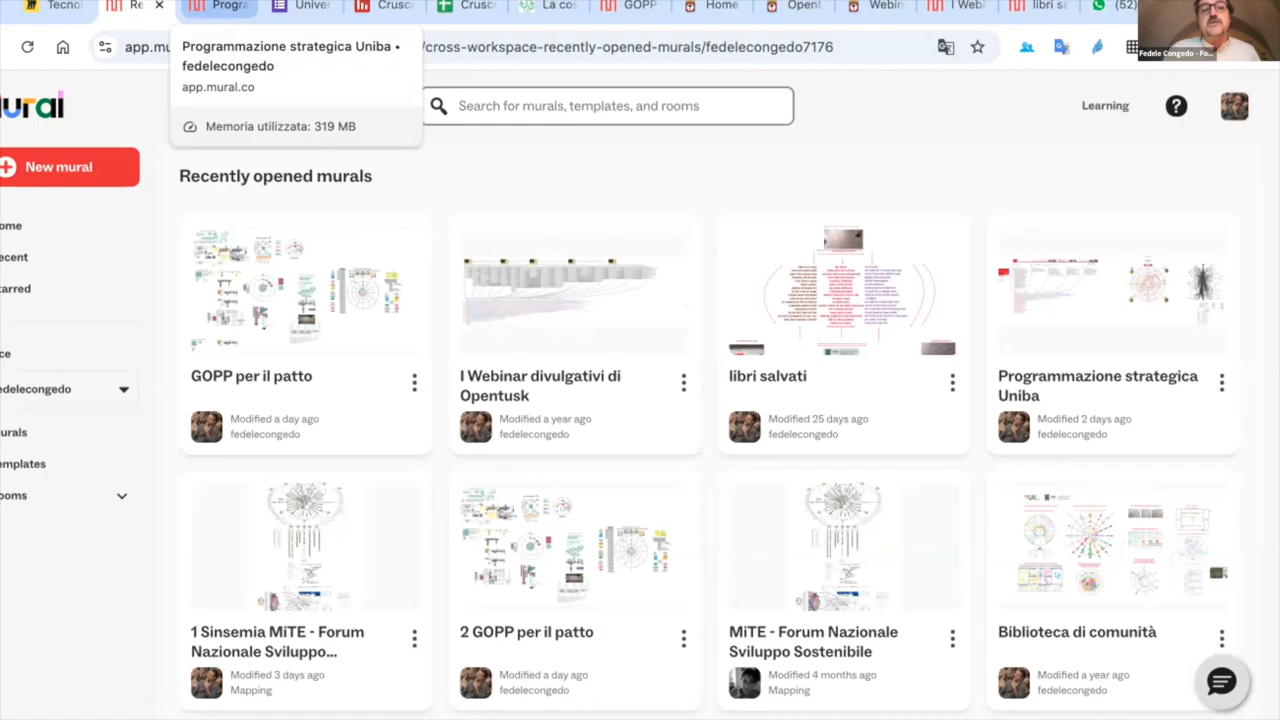 Tecno
Re
Progra
Univer
Crusc
Crusc
La cos
GOPP
Home
Opent
Webin
I Webi
libri sa
(52)
app.mu
/cross-workspace-recently-opened-murals/fedelecongedo7176
Fedele Congedo - Fo...
Programmazione strategica Uniba •
fedelecongedo
app.mural.co
Memoria utilizzata: 319 MB
ural
Search for murals, templates, and rooms
Learning
New mural
ome
ecent
tarred
ce
edelecongedo
urals
emplates
ooms
Recently opened murals
GOPP per il patto
Modified a day ago
fedelecongedo
I Webinar divulgativi di
Opentusk
Modified a year ago
fedelecongedo
libri salvati
Modified 25 days ago
fedelecongedo
Programmazione strategica
Uniba
Modified 2 days ago
fedelecongedo
1 Sinsemia MiTE - Forum
Nazionale Sviluppo...
Modified 3 days ago
Mapping
2 GOPP per il patto
Modified a day ago
fedelecongedo
MiTE - Forum Nazionale
Sviluppo Sostenibile
Modified 4 months ago
Mapping
Biblioteca di comunità
Modified a year ago
fedelecongedo